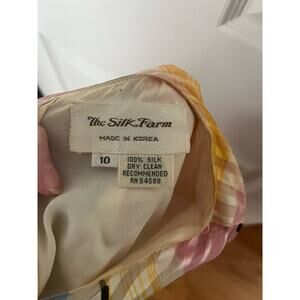 The Silk Farm
MADE IN KOREA
10
100% SILK
DRY CLEAN
RECOMMENDED
RN 54588